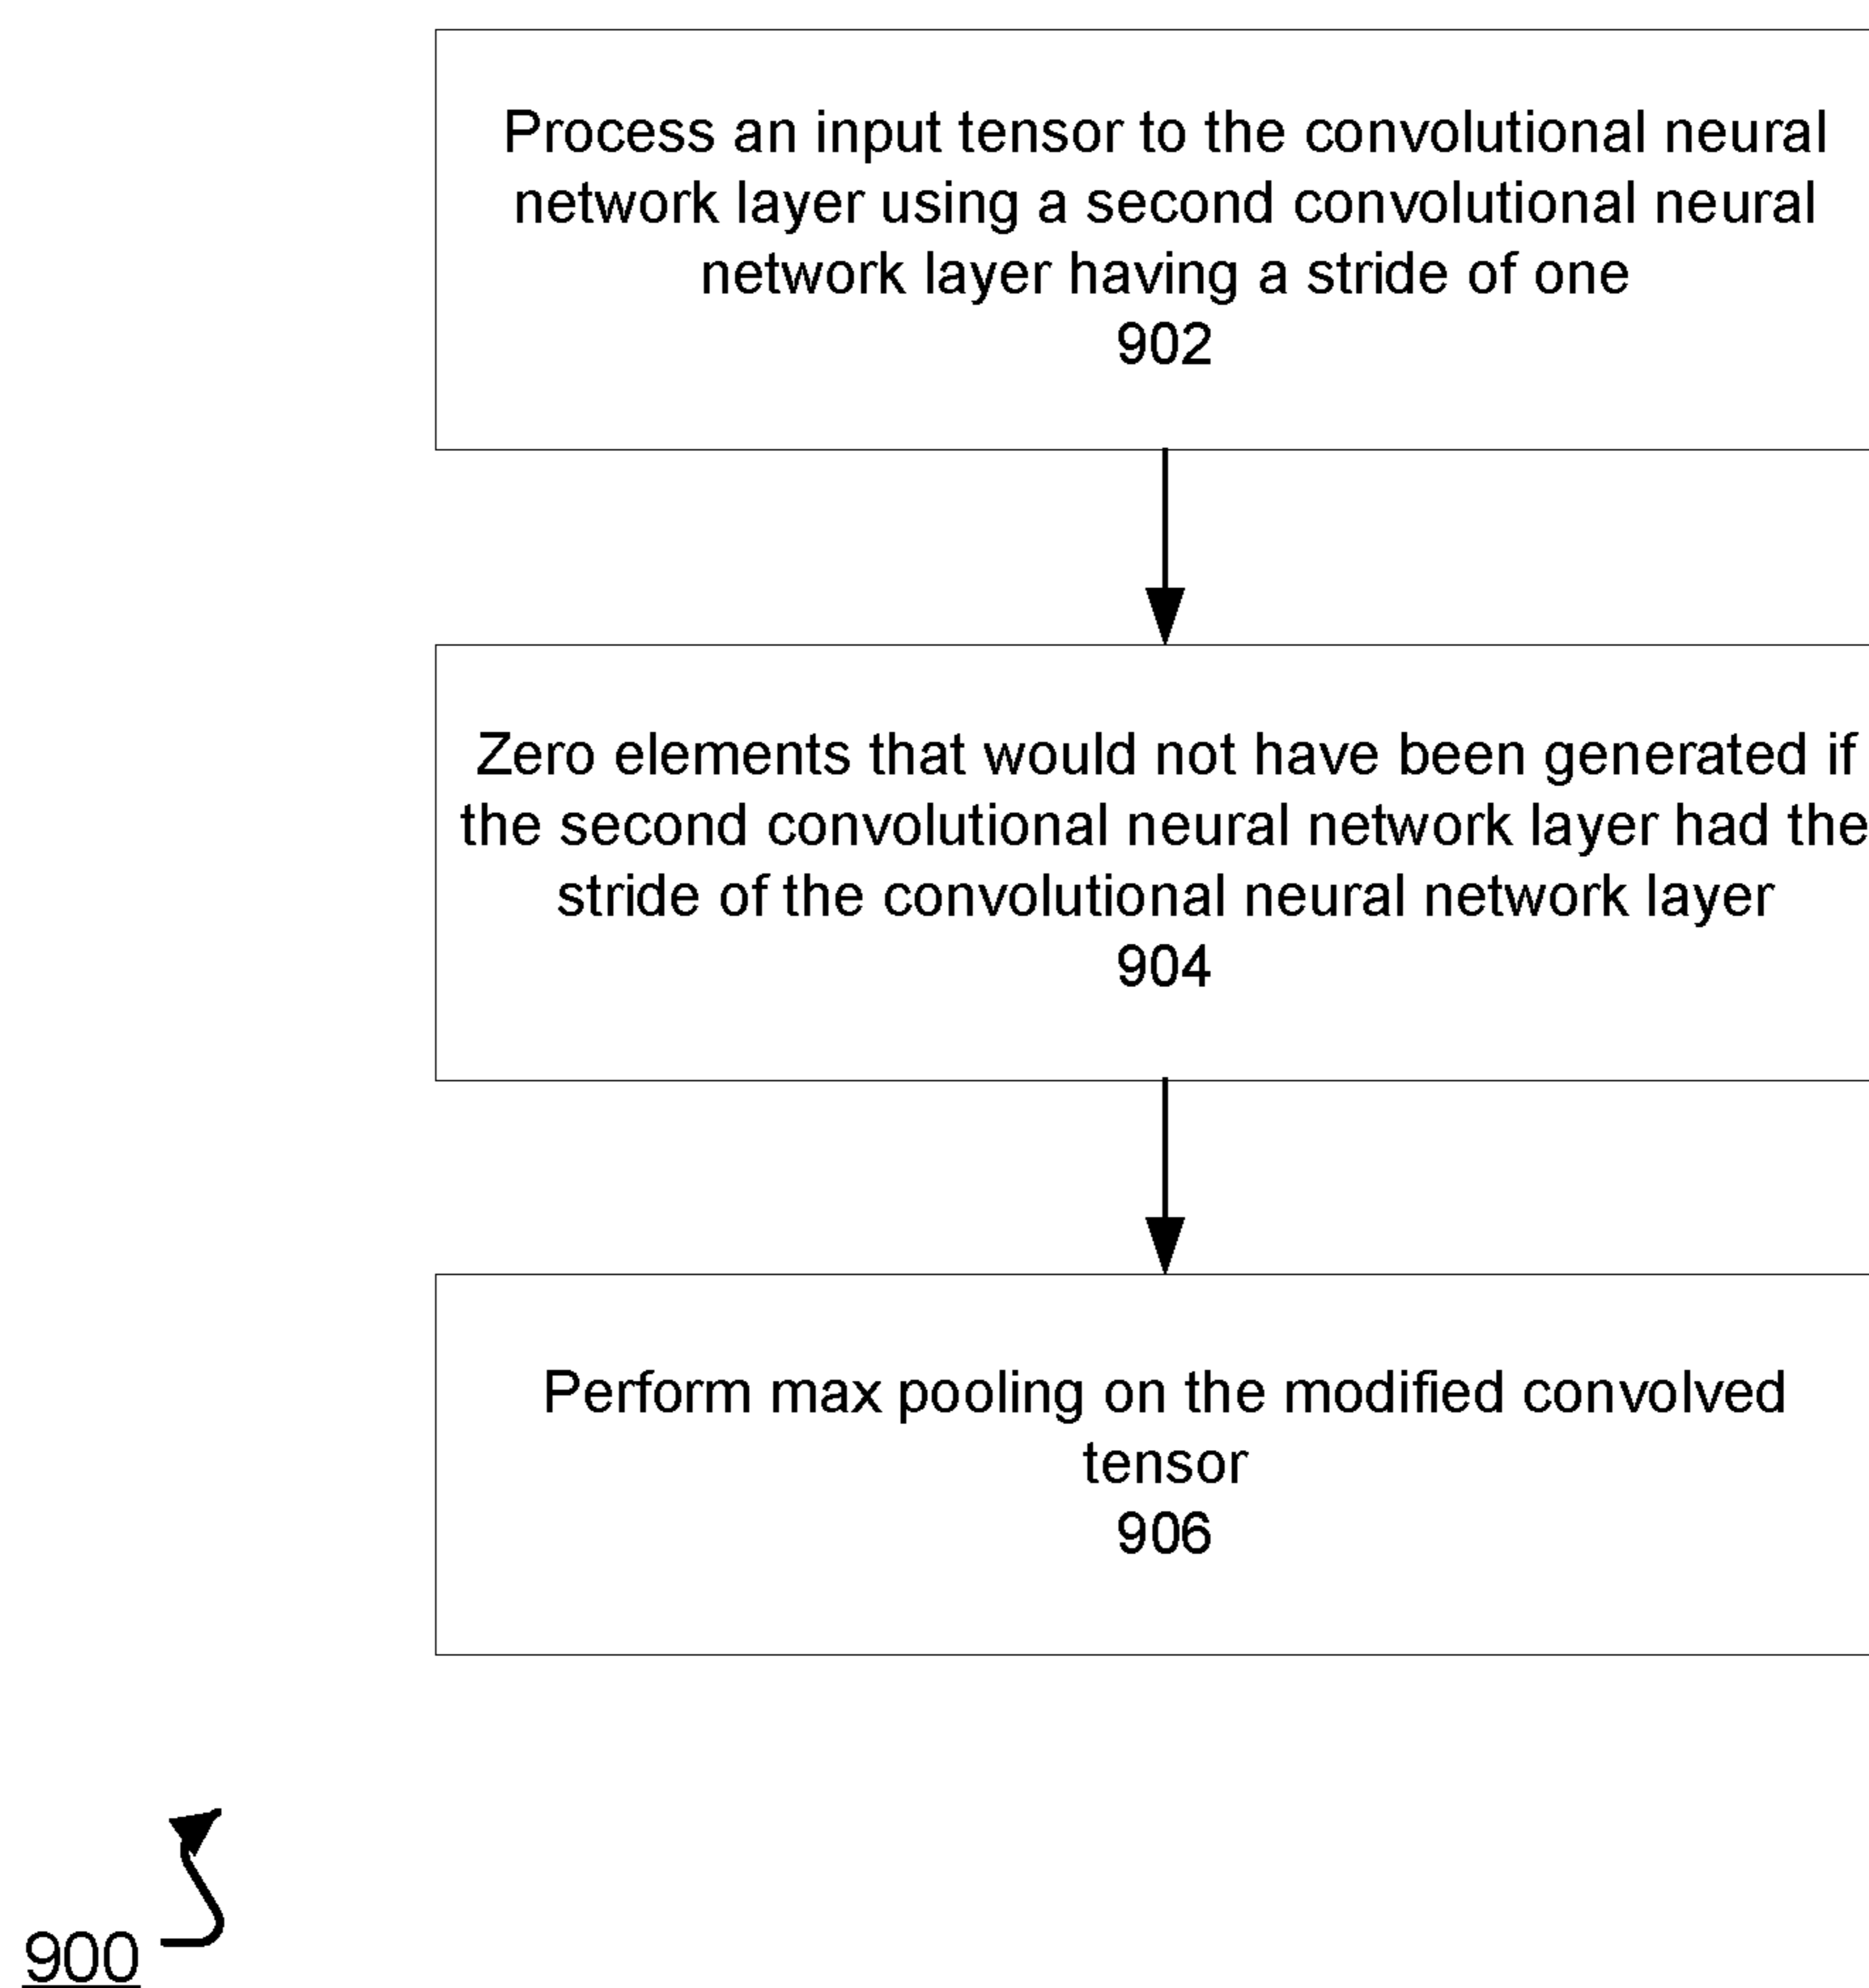 Process an input tensor to the convolutional neural
network layer using a second convolutional neural
network layer having a stride of one
902
Zero elements that would not have been generated if
the second convolutional neural network layer had the
stride of the convolutional neural network layer
904
Perform max pooling on the modified convolved
tensor
906
900